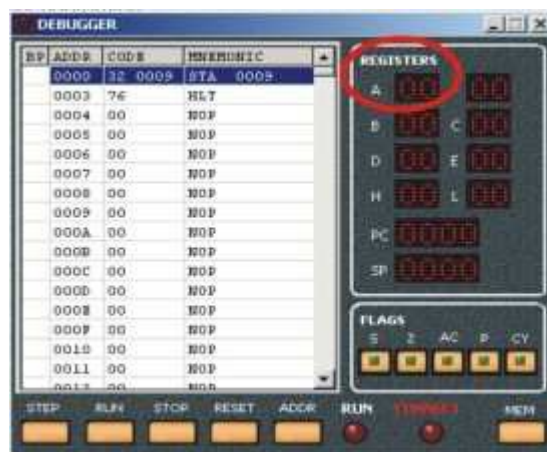 DEBUGGER
BP ADDR CODE MNEMONIC
0000 32 0009 STA 0009
0003 76 HLT
0004 00 NOP
0005 00 NOP
0006 00 NOP
0007 00 NOP
0008 00 NOP
0009 00 NOP
000A 00 NOP
000B 00 NOP
000C 00 NOP
000D 00 NOP
000E 00 NOP
000F 00 NOP
0010 00 NOP
0011 00 NOP
0012 00 NOP
REGISTERS
A 00 00
B 00 C 00
D 00 E 00
H 00 L 00
PC 0000
SP 0000
FLAGS
S Z AC P CY
STEP RUN STOP RESET ADDR RUN MEM